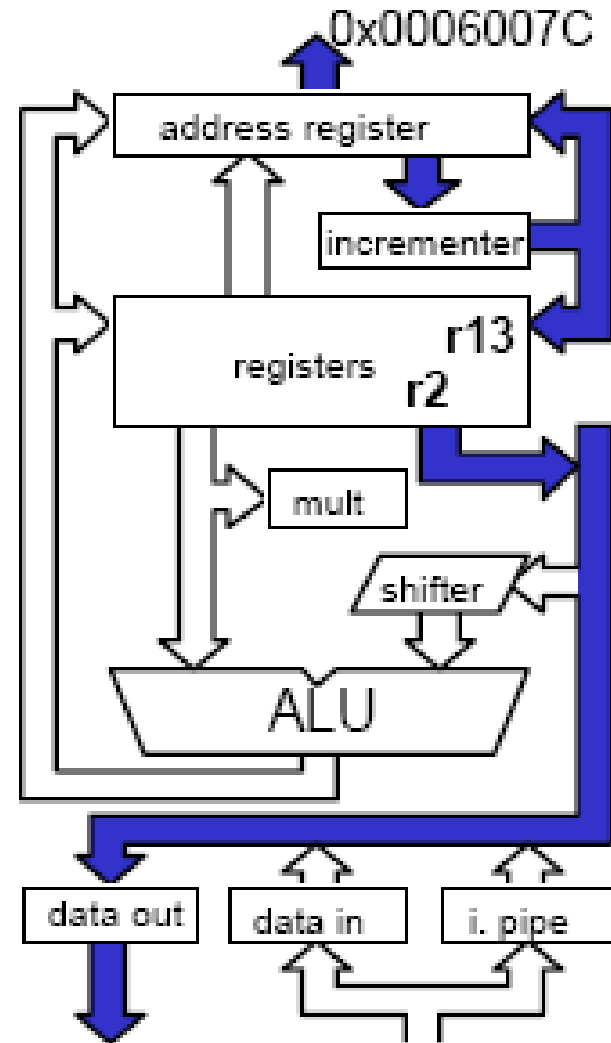 0x0006007C
address register
incrementer
r13
registers
r2
mult
shifter
ALU
data out
data in
i. pipe